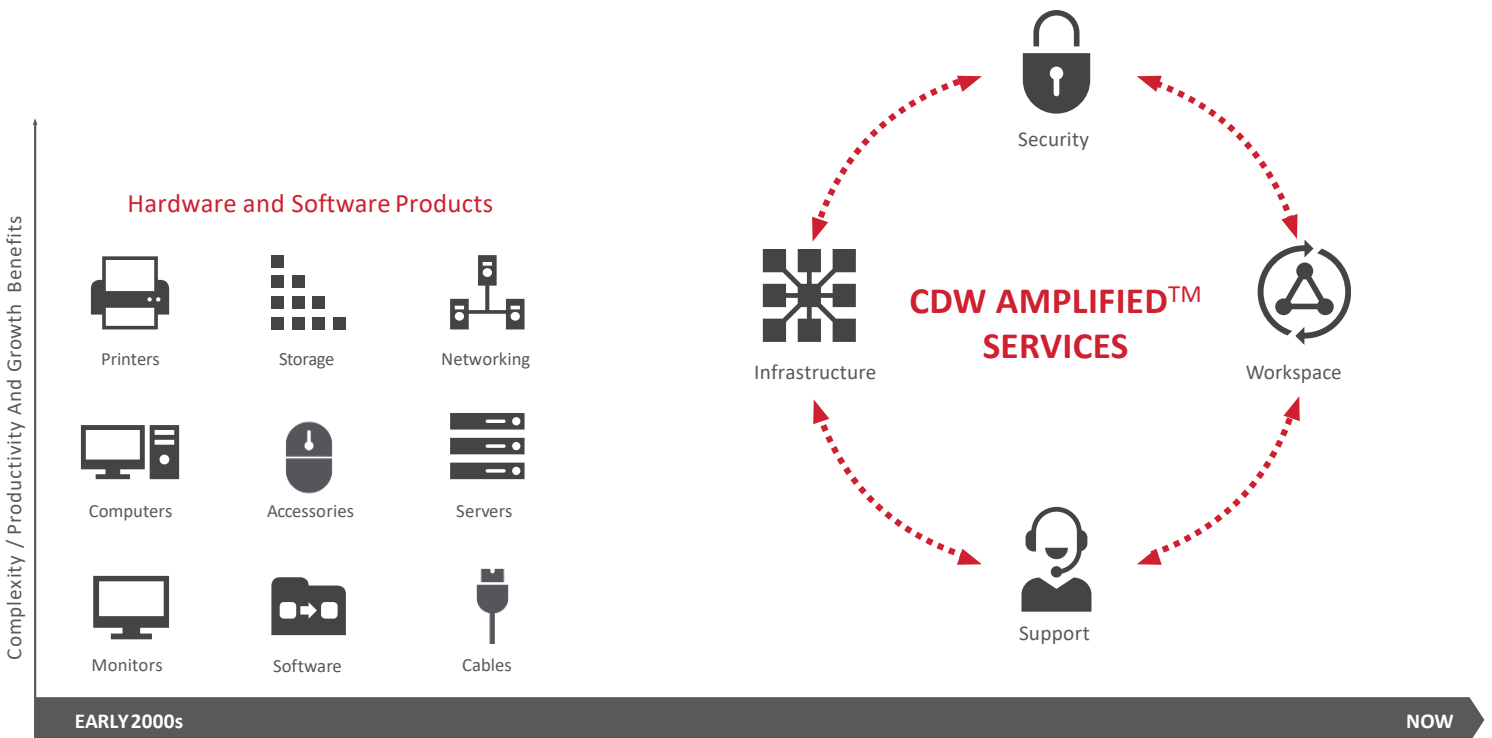 Complexity / Productivity And Growth Benefits
Hardware and Software Products
Printers
Storage
Networking
Computers
Accessories
Servers
Monitors
Software
Cables
Security
Infrastructure
CDW AMPLIFIED™
SERVICES
Workspace
Support
EARLY 2000s
NOW